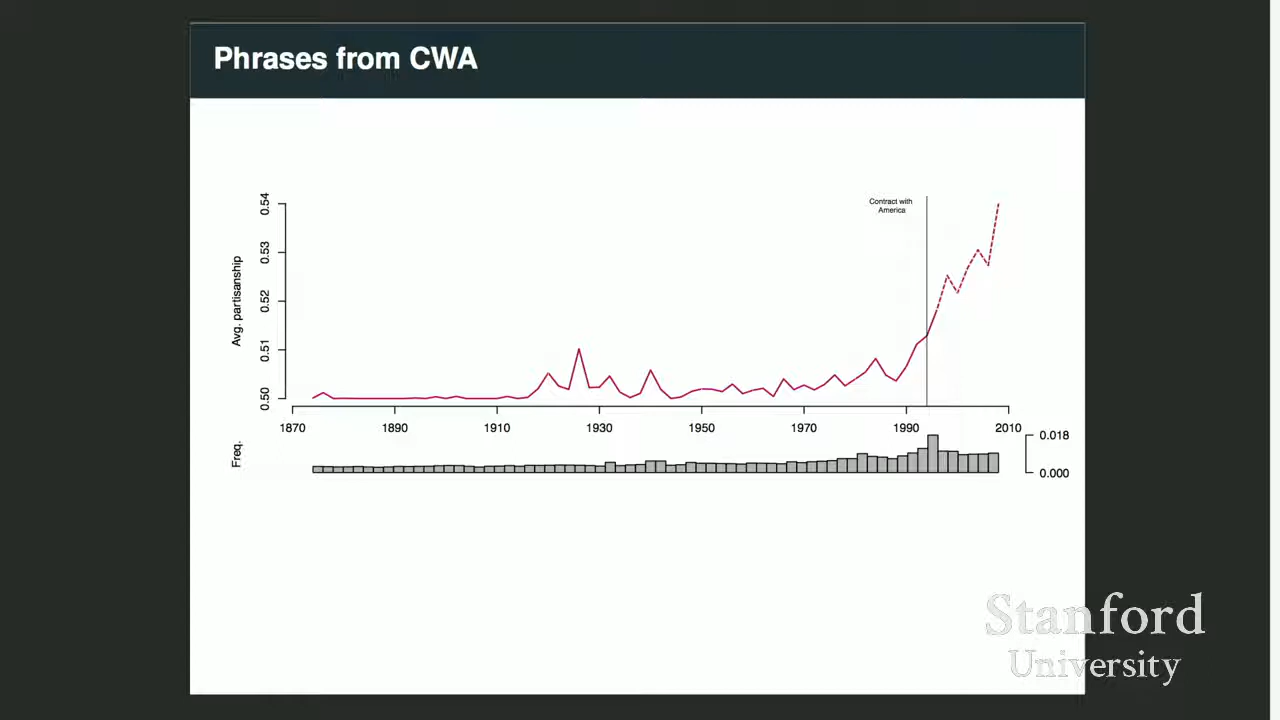 Phrases from CWA
Contract with
America
Avg. partisanship
0.54
0.53
0.52
0.51
0.50
1870
1890
1910
1930
1950
1970
1990
2010
Freq.
0.018
0.000
Stanford
University